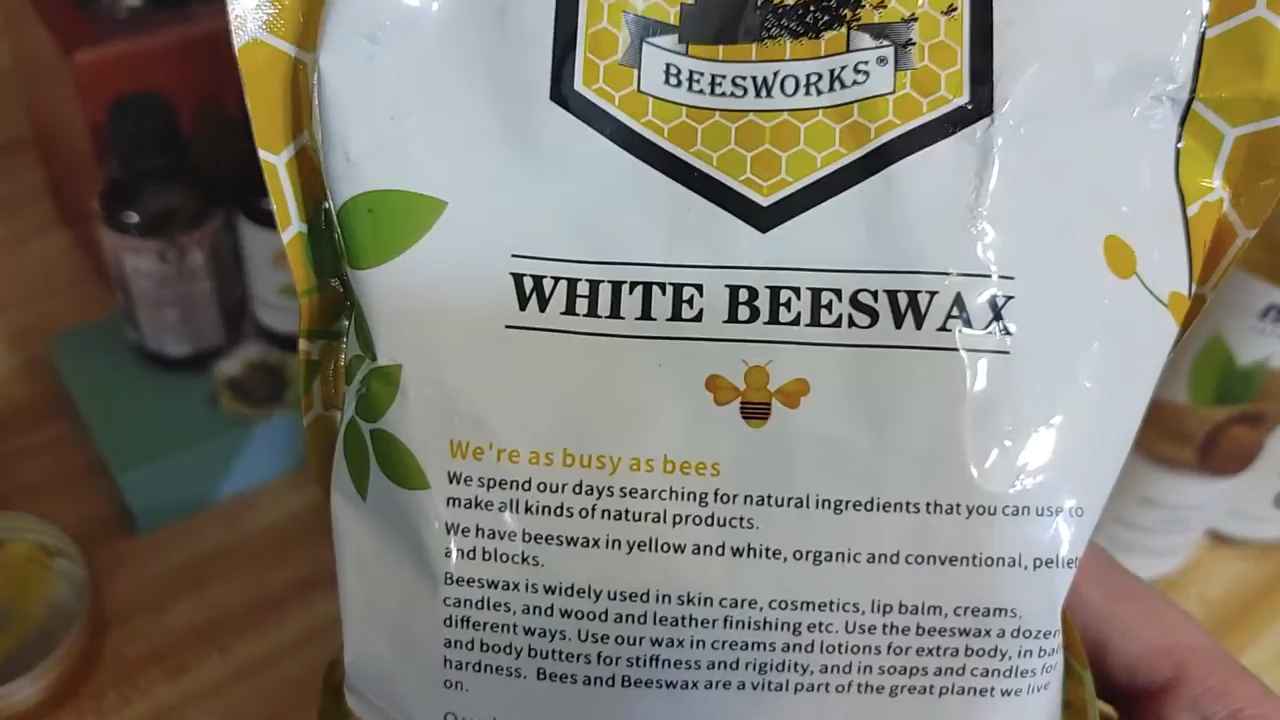 BEESWORKS®
WHITE BEESWAX
We're as busy as bees
We spend our days searching for natural ingredients that you can use to
make all kinds of natural products.
We have beeswax in yellow and white, organic and conventional, pellet
and blocks.
Beeswax is widely used in skin care, cosmetics, lip balm, creams,
candles, and wood and leather finishing etc. Use the beeswax a dozen
different ways. Use our wax in creams and lotions for extra body, in
and body butters for stiffness and rigidity, and in soaps and candles for
hardness. Bees and Beeswax are a vital part of the great planet we live
on.